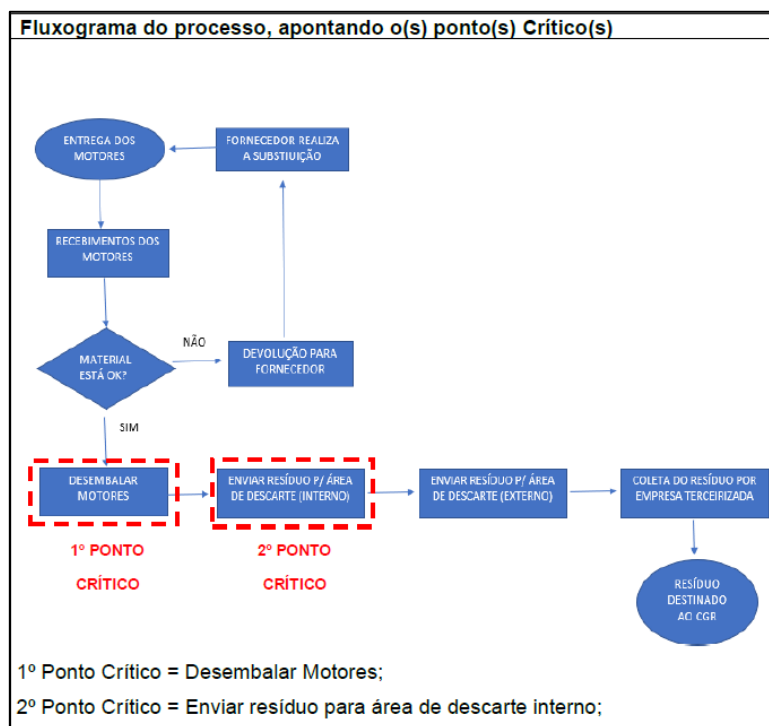 Fluxograma do processo, apontando o(s) ponto(s) Crítico(s)
ENTREGA DOS
MOTORES
FORNECEDOR REALIZA
A SUBSTIUIÇÃO
RECEBIMENTOS DOS
MOTORES
MATERIAL
ESTÁ OK?
NÃO
DEVOLUÇÃO PARA
FORNECEDOR
SIM
DESEMBALAR
MOTORES
ENVIAR RESÍDUO P/ ÁREA
DE DESCARTE (INTERNO)
ENVIAR RESÍDUO P/ ÁREA
DE DESCARTE (EXTERNO)
COLETA DO RESÍDUO POR
EMPRESA TERCEIRIZADA
1º PONTO
CRÍTICO
2º PONTO
CRÍTICO
RESÍDUO
DESTINADO
AO CGR
1º Ponto Crítico = Desembalar Motores;
2º Ponto Crítico = Enviar resíduo para área de descarte interno;